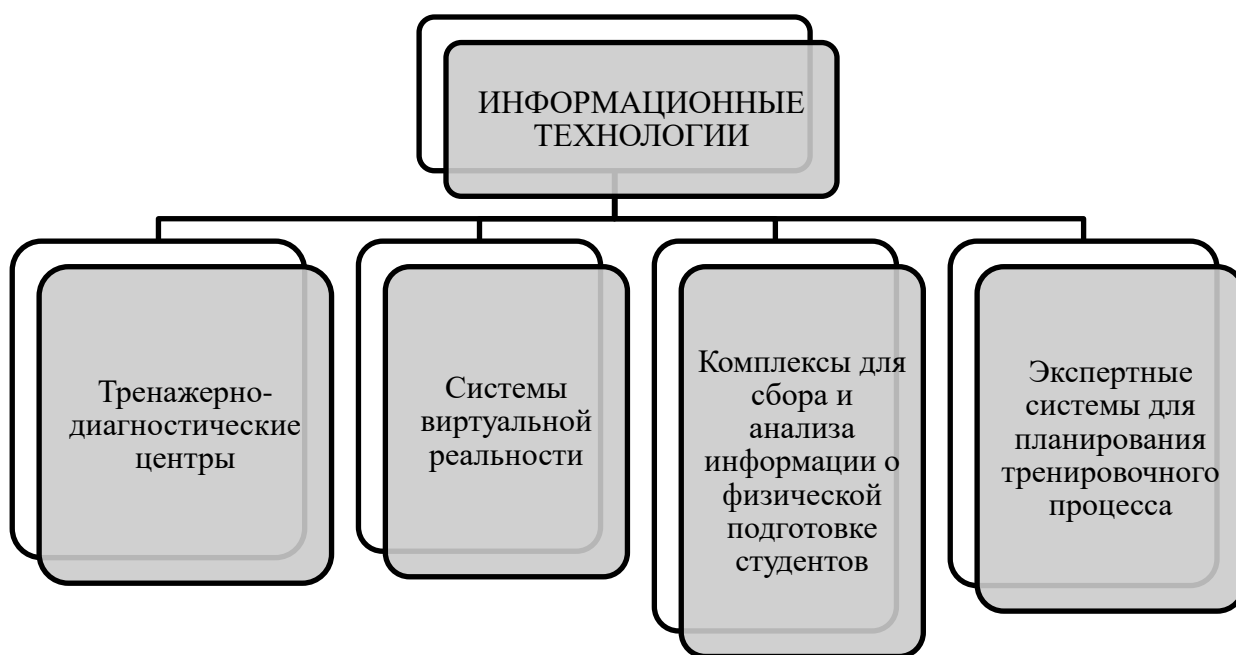 ИНФОРМАЦИОННЫЕ
ТЕХНОЛОГИИ
Тренажерно-
диагностические
центры
Системы
виртуальной
реальности
Комплексы для
сбора и
анализа
информации о
физической
подготовке
студентов
Экспертные
системы для
планирования
тренировочного
процесса